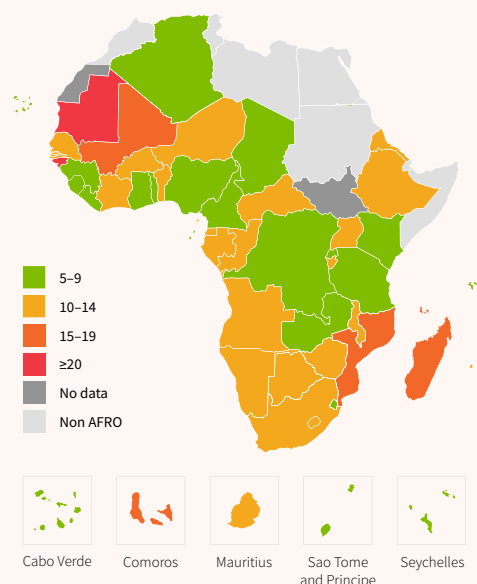 5–9
10–14
15–19
≥20
No data
Non AFRO
Cabo Verde
Comoros
Mauritius
Sao Tome
and Principe
Seychelles